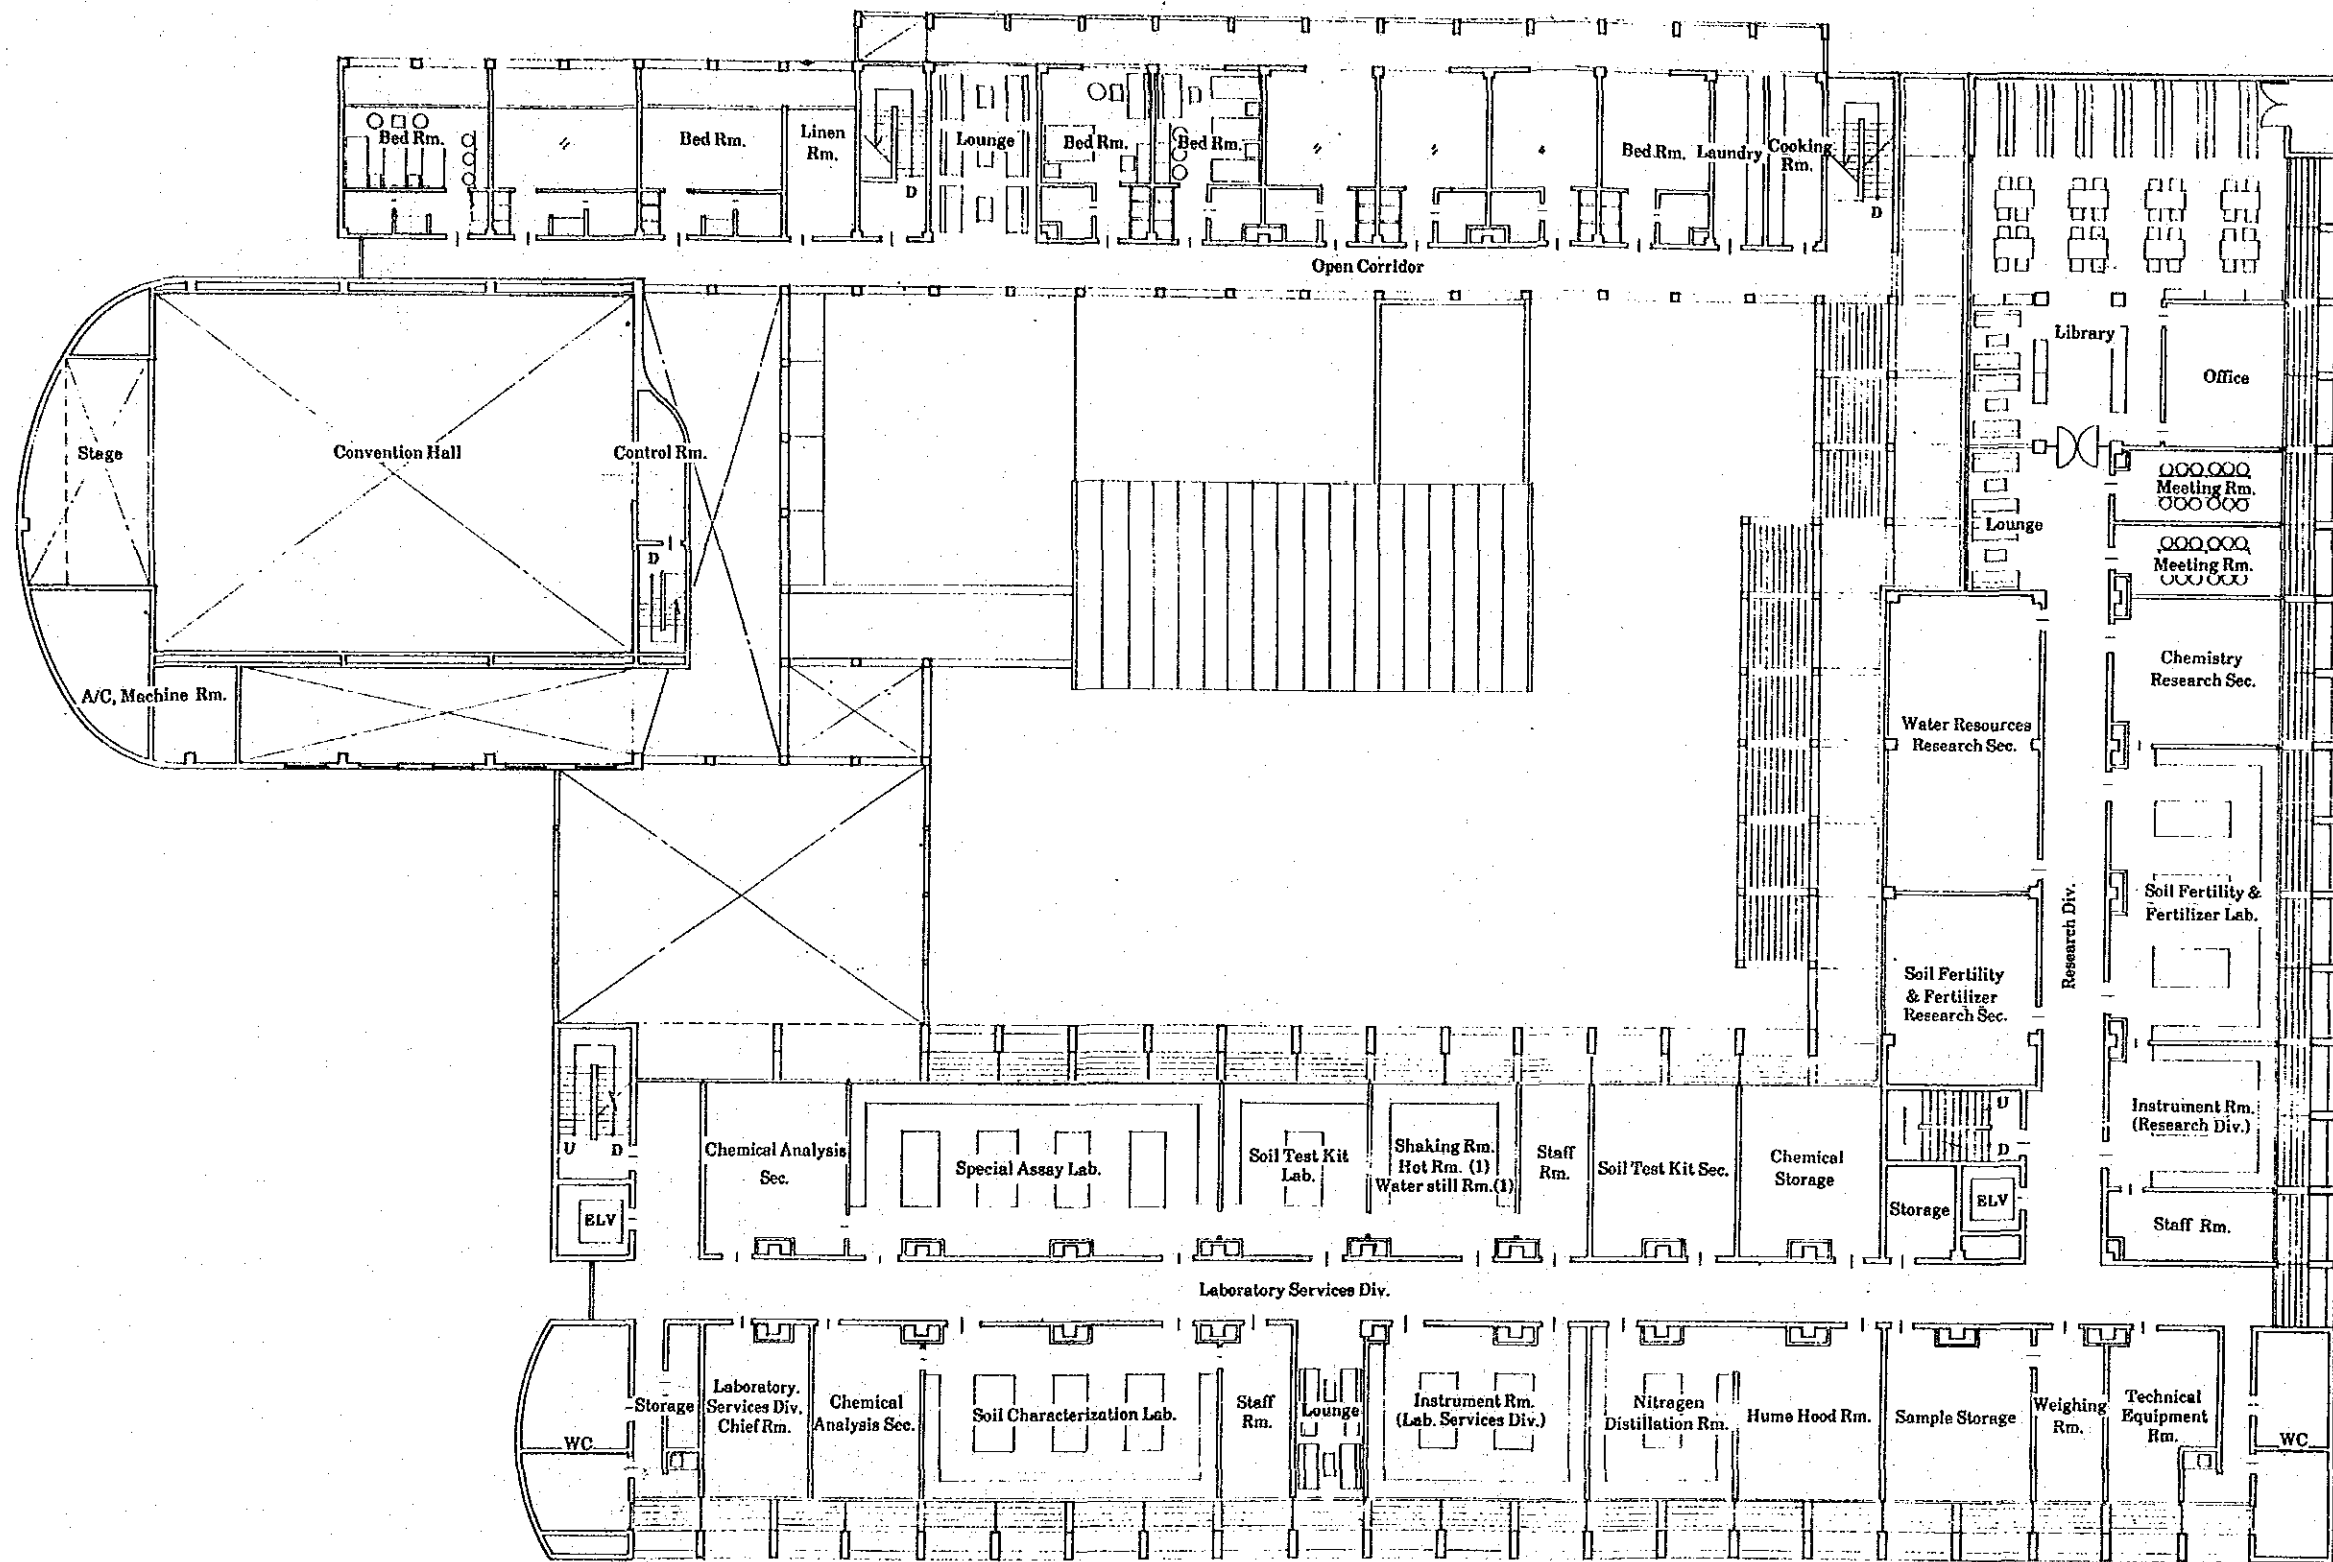 Bed Rm.
〃
Bed Rm.
Linen
Rm.
D
Lounge
Bed Rm.
Bed Rm.
〃
〃
〃
Bed Rm.
Laundry
Cooking
Rm.
D
Open Corridor
Library
Office
Stage
Convention Hall
Control Rm.
D
Meeting Rm.
Lounge
Meeting Rm.
A/C, Machine Rm.
Chemistry
Research Sec.
Water Resources
Research Sec.
Soil Fertility &
Fertilizer Lab.
Research Div.
Soil Fertility
& Fertilizer
Research Sec.
Instrument Rm.
(Research Div.)
U
D
U
D
Chemical Analysis
Sec.
Special Assay Lab.
Soil Test Kit
Lab.
Shaking Rm.
Hot Rm. (1)
Water still Rm.(1)
Staff
Rm.
Soil Test Kit Sec.
Chemical
Storage
Storage
ELV
ELV
Staff Rm.
Laboratory Services Div.
WC
Storage
Laboratory.
Services Div.
Chief Rm.
Chemical
Analysis Sec.
Soil Characterization Lab.
Staff
Rm.
Lounge
Instrument Rm.
(Lab. Services Div.)
Nitragen
Distillation Rm.
Hume Hood Rm.
Sample Storage
Weighing
Rm.
Technical
Equipment
Rm.
WC